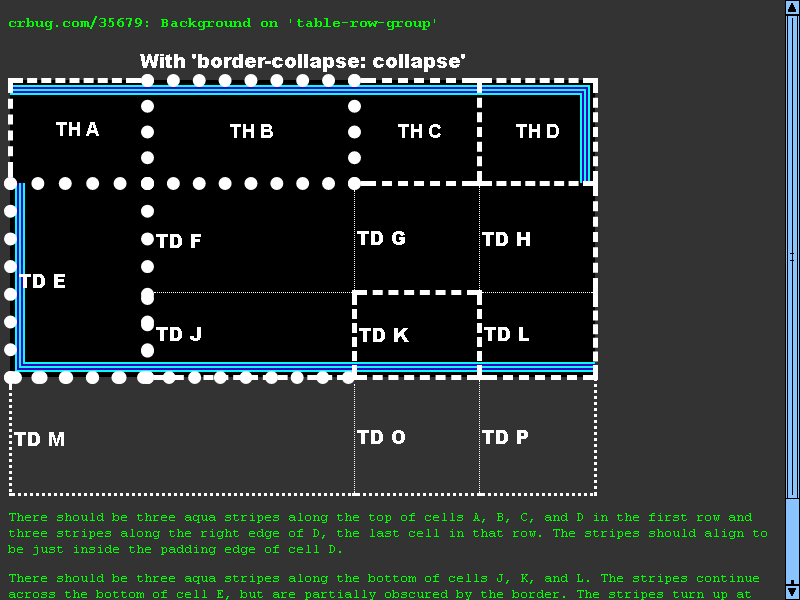 crbug.com/35679: Background on 'table-row-group'
With 'border-collapse: collapse'
TH A TH B TH C TH D
TD E TD F TD G TD H
TD J TD K TD L
TD M TD O TD P
There should be three aqua stripes along the top of cells A, B, C, and D in the first row and
three stripes along the right edge of D, the last cell in that row. The stripes should align to
be just inside the padding edge of cell D.
There should be three aqua stripes along the bottom of cells J, K, and L. The stripes continue
across the bottom of cell E, but are partially obscured by the border. The stripes turn up at